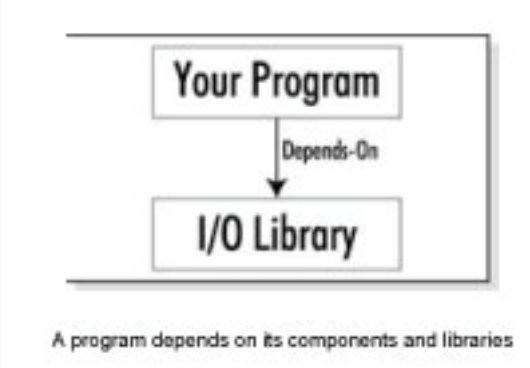 Your Program
Depends-On
I/O Library
A program depends on its components and libraries